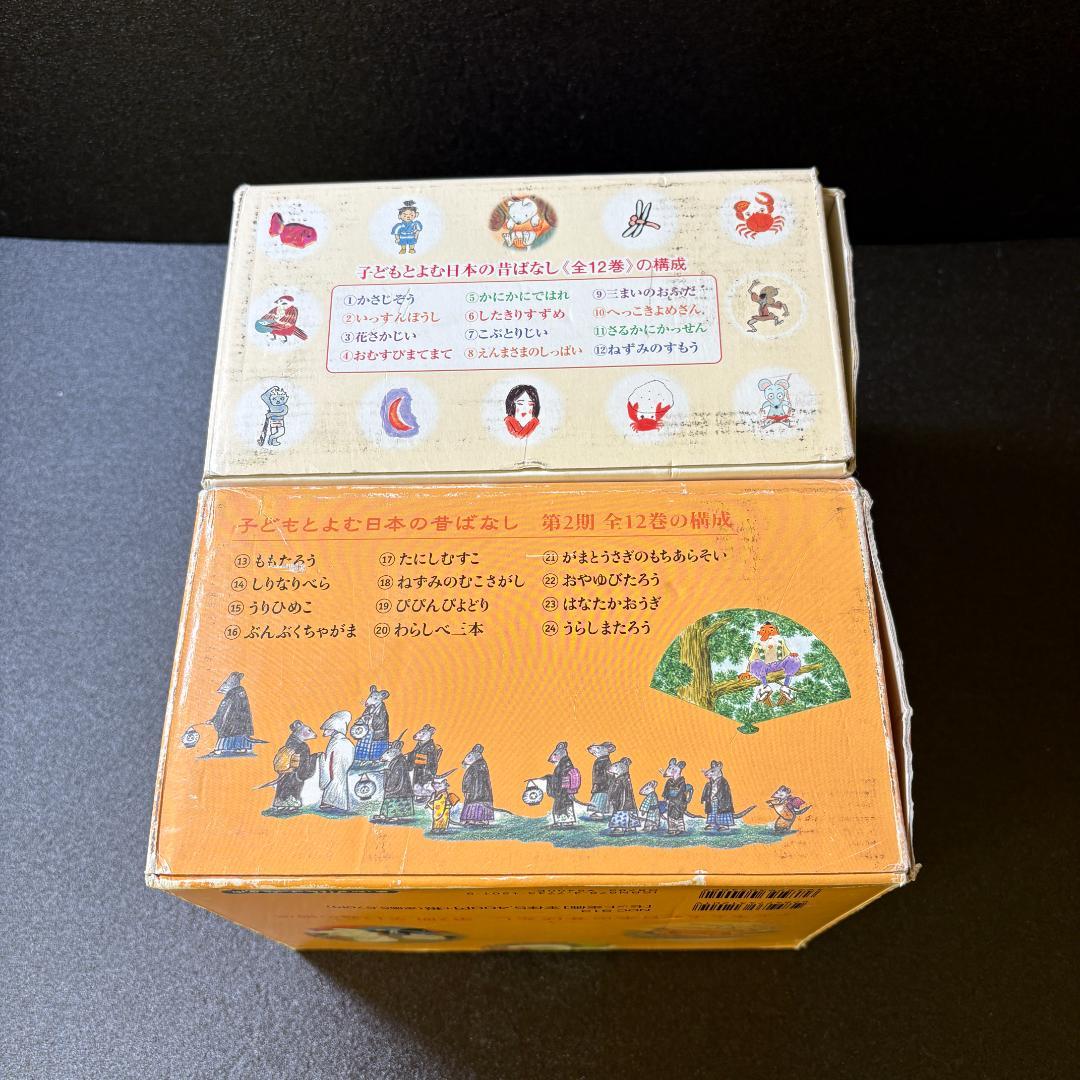 子どもとよむ日本の昔ばなし《全12巻》の構成
①かさじぞう ⑤かにかにではれ ⑨三まいのおふだ
②いっすんぼうし ⑥したきりすずめ ⑩へっこきよめさん
③花さかじい ⑦こぶとりじい ⑪さるかにかっせん
④おむすびまてまて ⑧えんまさまのしっぱい ⑫ねずみのすもう
子どもとよむ日本の昔ばなし 第2期 全12巻の構成
⑬ももたろう ⑰たにしむすこ ㉑がまとうさぎのもちあらそい
⑭しりなりべら ⑱ねずみのむこさがし ㉒おやゆびたろう
⑮うりひめこ ⑲ぴぴんぴよどり ㉓はなたかおうぎ
⑯ぶんぶくちゃがま ⑳わらしべ三本 ㉔うらしまたろう